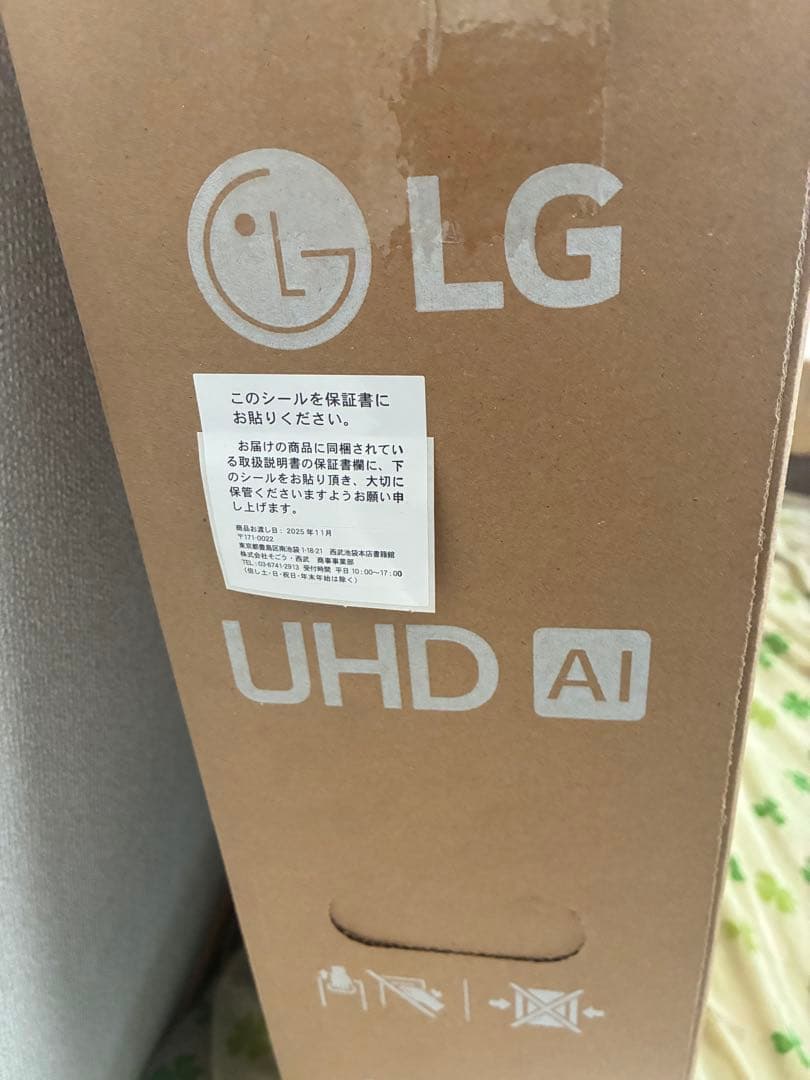 LG
このシールを保証書に
お貼りください。
お届けの商品に同梱されてい
る取扱説明書の保証書欄に、下
のシールをお貼り頂き、大切に
保管くださいますようお願い申
し上げます。
商品お渡し日：2025年11月
〒171-0022
東京都豊島区南池袋1-18-21 西武池袋本店書籍館
株式会社そごう・西武 商事事業部
TEL：03-6741-2913 受付時間 平日10：00〜17：00
（但し土・日・祝日・年末年始は除く）
UHD AI